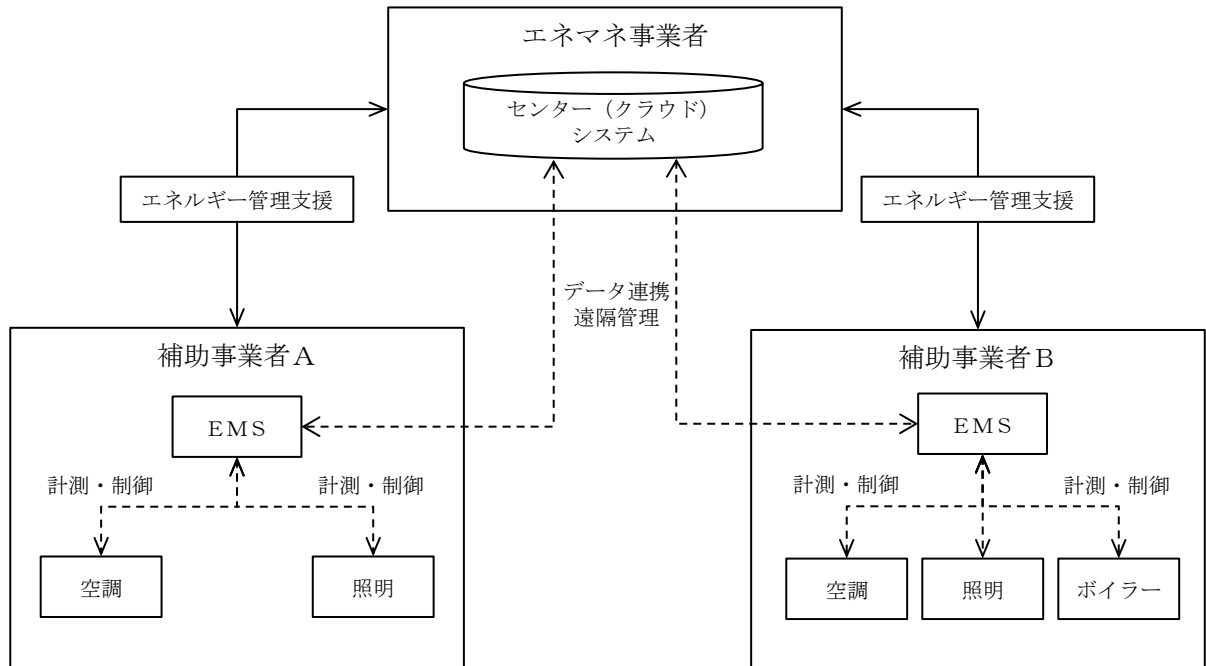 エネマネ事業者
センター（クラウド）
システム
エネルギー管理支援
エネルギー管理支援
データ連携
遠隔管理
補助事業者Ａ
ＥＭＳ
計測・制御
計測・制御
空調
照明
補助事業者Ｂ
ＥＭＳ
計測・制御
計測・制御
空調
照明
ボイラー